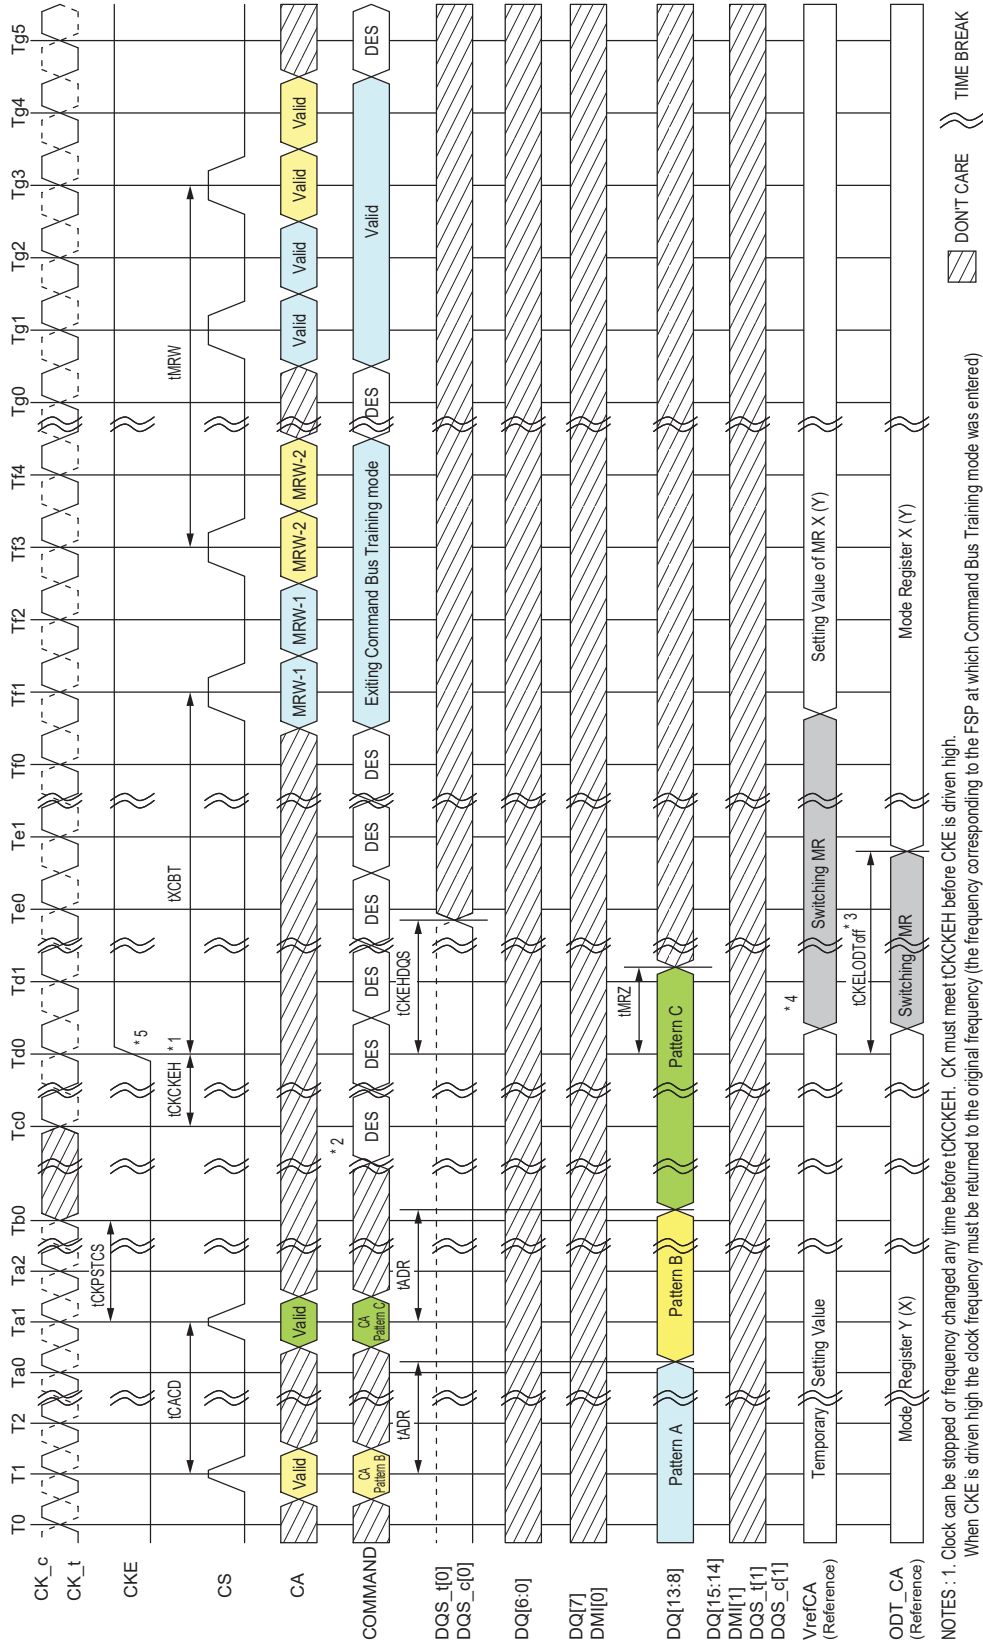 T0 T1 T2 Ta0 Ta1 Ta2 Tb0 Tc0 Td0 Td1 Te0 Te1 Tf0 Tf1 Tf2 Tf3 Tf4 Tg0 Tg1 Tg2 Tg3 Tg4 Tg5
CK_c
CK_t
tCKPSTCS
CKE
tCKCKEH *1
* 5
tCACD
tXCBT
tMRW
CS
CA
Valid Valid MRW-1 MRW-1 MRW-2 MRW-2 Valid Valid Valid Valid
* 2
COMMAND
CA Pattern B
CA Pattern C
DES DES DES DES DES DES Exiting Command Bus Training mode DES Valid DES
tADR tADR tCKEHDQS
DQS_t[0]
DQS_c[0]
DQ[6:0]
DQ[7]
DMI[0]
tMRZ
DQ[13:8]
Pattern A Pattern B Pattern C
DQ[15:14]
DMI[1]
DQS_t[1]
DQS_c[1]
* 4
VrefCA
(Reference)
Temporary Setting Value Switching MR Setting Value of MR X (Y)
tCKELODToff * 3
ODT_CA
(Reference)
Mode Register Y (X) Switching MR Mode Register X (Y)
DON'T CARE TIME BREAK
NOTES : 1. Clock can be stopped or frequency changed any time before tCKCKEH. CK must meet tCKCKEH before CKE is driven high.
When CKE is driven high the clock frequency must be returned to the original frequency (the frequency corresponding to the FSP at which Command Bus Training mode was entered)